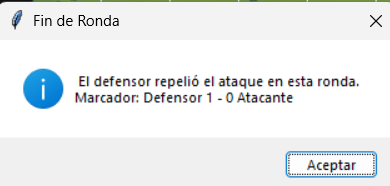 Fin de Ronda
El defensor repelió el ataque en esta ronda.
Marcador: Defensor 1 - 0 Atacante
Aceptar